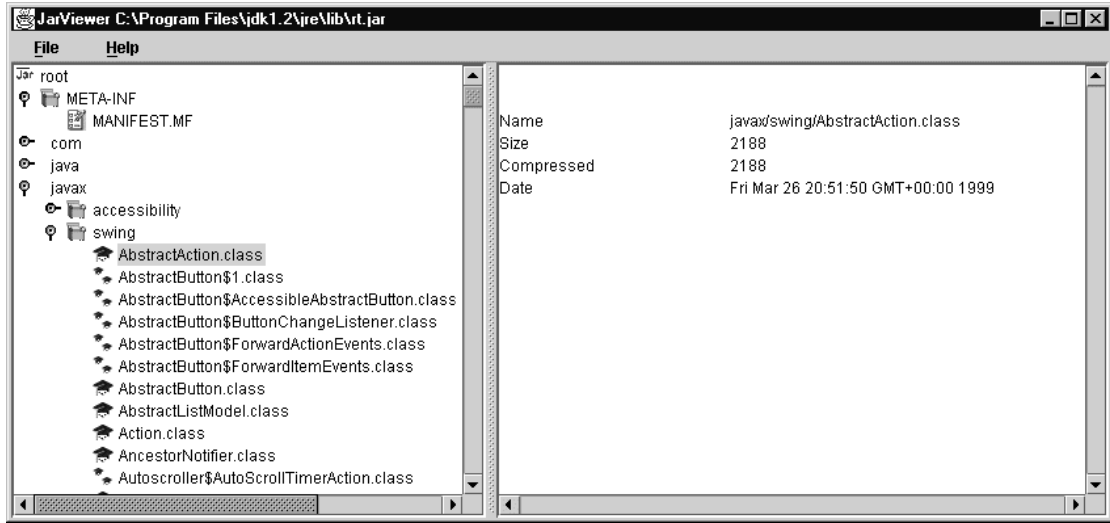 JarViewer C:\Program Files\jdk1.2\jre\lib\rt.jar
File Help
Jar root
META-INF
MANIFEST.MF
com
java
javax
accessibility
swing
AbstractAction.class
AbstractButton$1.class
AbstractButton$AccessibleAbstractButton.class
AbstractButton$ButtonChangeListener.class
AbstractButton$ForwardActionEvents.class
AbstractButton$ForwardItemEvents.class
AbstractButton.class
AbstractListModel.class
Action.class
AncestorNotifier.class
Autoscroller$AutoScrollTimerAction.class
Name javax/swing/AbstractAction.class
Size 2188
Compressed 2188
Date Fri Mar 26 20:51:50 GMT+00:00 1999